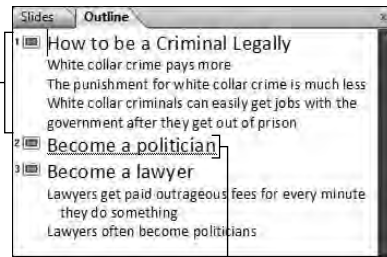 Slides Outline
1 How to be a Criminal Legally
White collar crime pays more
The punishment for white collar crime is much less
White collar criminals can easily get jobs with the
government after they get out of prison
2 Become a politician
3 Become a lawyer
Lawyers get paid outrageous fees for every minute
they do something
Lawyers often become politicians